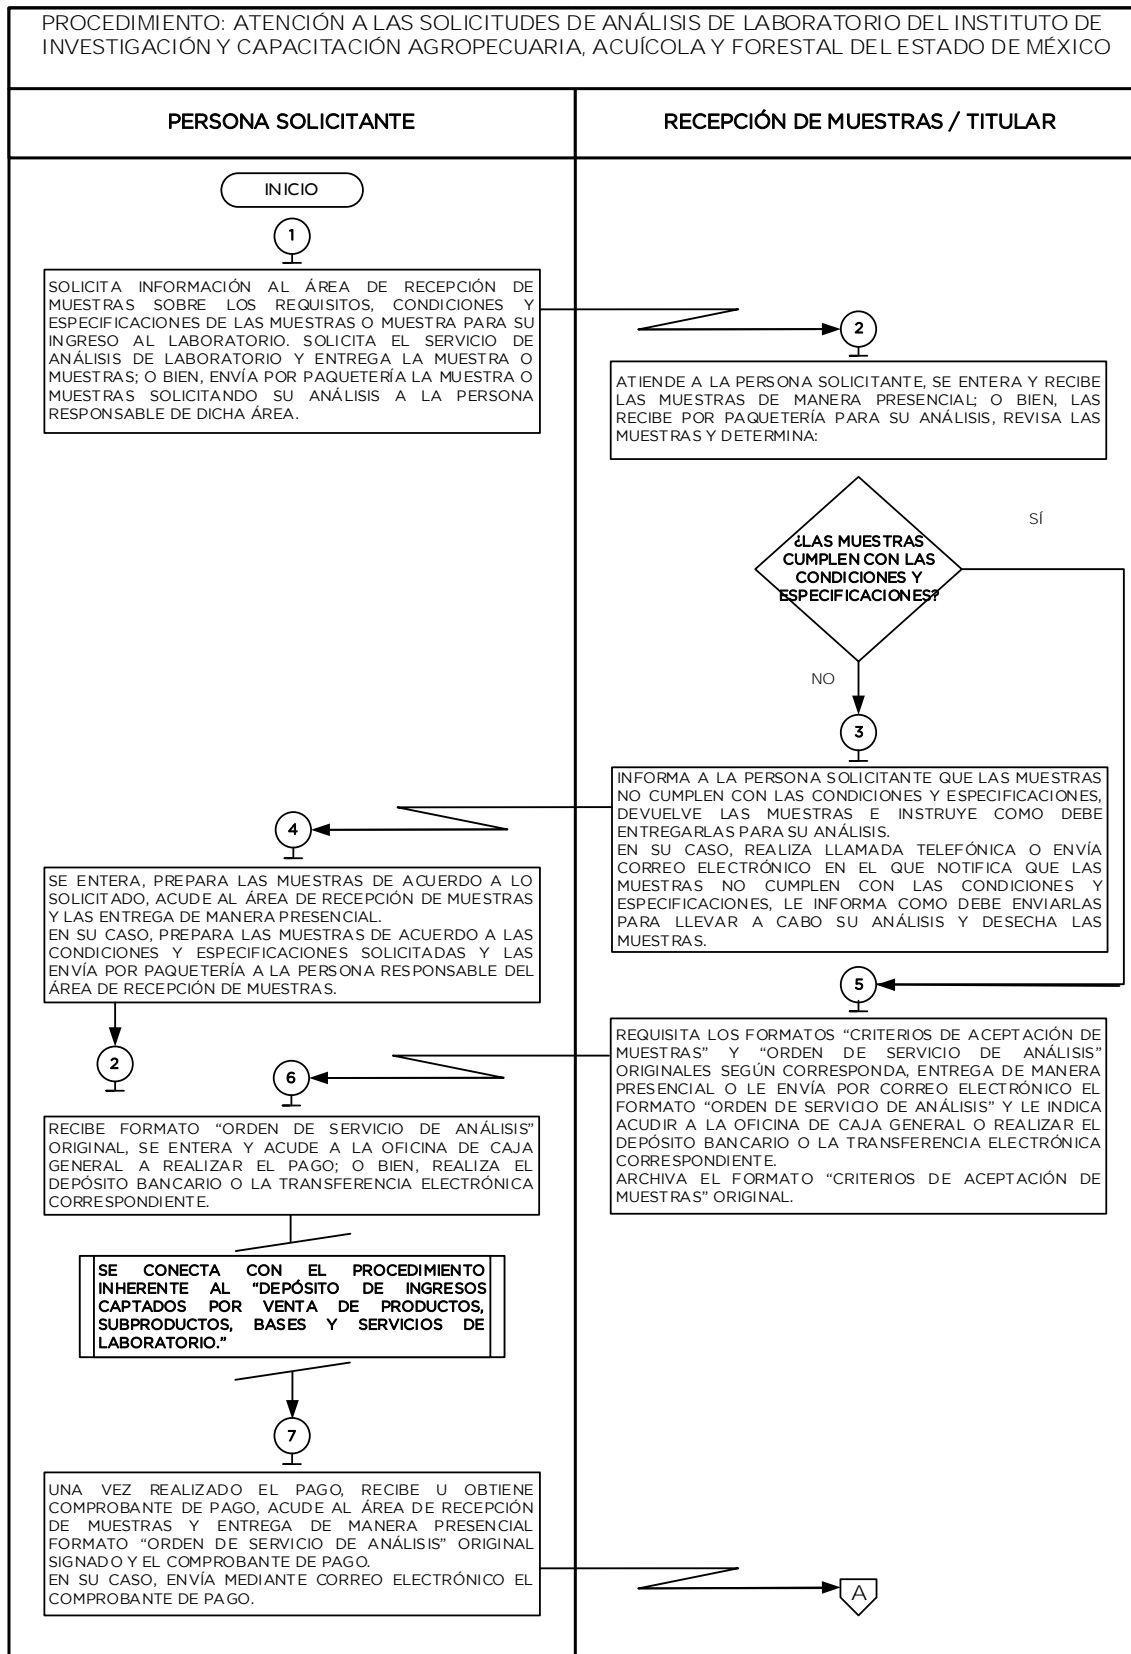 PROCEDIMIENTO: ATENCIÓN A LAS SOLICITUDES DE ANÁLISIS DE LABORATORIO DEL INSTITUTO DE
INVESTIGACIÓN Y CAPACITACIÓN AGROPECUARIA, ACUÍCOLA Y FORESTAL DEL ESTADO DE MÉXICO
PERSONA SOLICITANTE
RECEPCIÓN DE MUESTRAS / TITULAR
INICIO
1
SOLICITA INFORMACIÓN AL ÁREA DE RECEPCIÓN DE
MUESTRAS SOBRE LOS REQUISITOS, CONDICIONES Y
ESPECIFICACIONES DE LAS MUESTRAS O MUESTRA PARA SU
INGRESO AL LABORATORIO. SOLICITA EL SERVICIO DE
ANÁLISIS DE LABORATORIO Y ENTREGA LA MUESTRA O
MUESTRAS; O BIEN, ENVÍA POR PAQUETERÍA LA MUESTRA O
MUESTRAS SOLICITANDO SU ANÁLISIS A LA PERSONA
RESPONSABLE DE DICHA ÁREA.
2
ATIENDE A LA PERSONA SOLICITANTE, SE ENTERA Y RECIBE
LAS MUESTRAS DE MANERA PRESENCIAL; O BIEN, LAS
RECIBE POR PAQUETERÍA PARA SU ANÁLISIS, REVISA LAS
MUESTRAS Y DETERMINA:
¿LAS MUESTRAS
CUMPLEN CON LAS
CONDICIONES Y
ESPECIFICACIONES?
SÍ
NO
3
INFORMA A LA PERSONA SOLICITANTE QUE LAS MUESTRAS
NO CUMPLEN CON LAS CONDICIONES Y ESPECIFICACIONES,
DEVUELVE LAS MUESTRAS E INSTRUYE COMO DEBE
ENTREGARLAS PARA SU ANÁLISIS.
EN SU CASO, REALIZA LLAMADA TELEFÓNICA O ENVÍA
CORREO ELECTRÓNICO EN EL QUE NOTIFICA QUE LAS
MUESTRAS NO CUMPLEN CON LAS CONDICIONES Y
ESPECIFICACIONES, LE INFORMA COMO DEBE ENVIARLAS
PARA LLEVAR A CABO SU ANÁLISIS Y DESECHA LAS
MUESTRAS.
4
SE ENTERA, PREPARA LAS MUESTRAS DE ACUERDO A LO
SOLICITADO, ACUDE AL ÁREA DE RECEPCIÓN DE MUESTRAS
Y LAS ENTREGA DE MANERA PRESENCIAL.
EN SU CASO, PREPARA LAS MUESTRAS DE ACUERDO A LAS
CONDICIONES Y ESPECIFICACIONES SOLICITADAS Y LAS
ENVÍA POR PAQUETERÍA A LA PERSONA RESPONSABLE DEL
ÁREA DE RECEPCIÓN DE MUESTRAS.
2
5
REQUISITA LOS FORMATOS “CRITERIOS DE ACEPTACIÓN DE
MUESTRAS” Y “ORDEN DE SERVICIO DE ANÁLISIS”
ORIGINALES SEGÚN CORRESPONDA, ENTREGA DE MANERA
PRESENCIAL O LE ENVÍA POR CORREO ELECTRÓNICO EL
FORMATO “ORDEN DE SERVICIO DE ANÁLISIS” Y LE INDICA
ACUDIR A LA OFICINA DE CAJA GENERAL O REALIZAR EL
DEPÓSITO BANCARIO O LA TRANSFERENCIA ELECTRÓNICA
CORRESPONDIENTE.
ARCHIVA EL FORMATO “CRITERIOS DE ACEPTACIÓN DE
MUESTRAS” ORIGINAL.
6
RECIBE FORMATO “ORDEN DE SERVICIO DE ANÁLISIS”
ORIGINAL, SE ENTERA Y ACUDE A LA OFICINA DE CAJA
GENERAL A REALIZAR EL PAGO; O BIEN, REALIZA EL
DEPÓSITO BANCARIO O LA TRANSFERENCIA ELECTRÓNICA
CORRESPONDIENTE.
SE CONECTA CON EL PROCEDIMIENTO
INHERENTE AL “DEPÓSITO DE INGRESOS
CAPTADOS POR VENTA DE PRODUCTOS,
SUBPRODUCTOS, BASES Y SERVICIOS DE
LABORATORIO.”
7
UNA VEZ REALIZADO EL PAGO, RECIBE U OBTIENE
COMPROBANTE DE PAGO, ACUDE AL ÁREA DE RECEPCIÓN
DE MUESTRAS Y ENTREGA DE MANERA PRESENCIAL
FORMATO “ORDEN DE SERVICIO DE ANÁLISIS” ORIGINAL
SIGNADO Y EL COMPROBANTE DE PAGO.
EN SU CASO, ENVÍA MEDIANTE CORREO ELECTRÓNICO EL
COMPROBANTE DE PAGO.
A